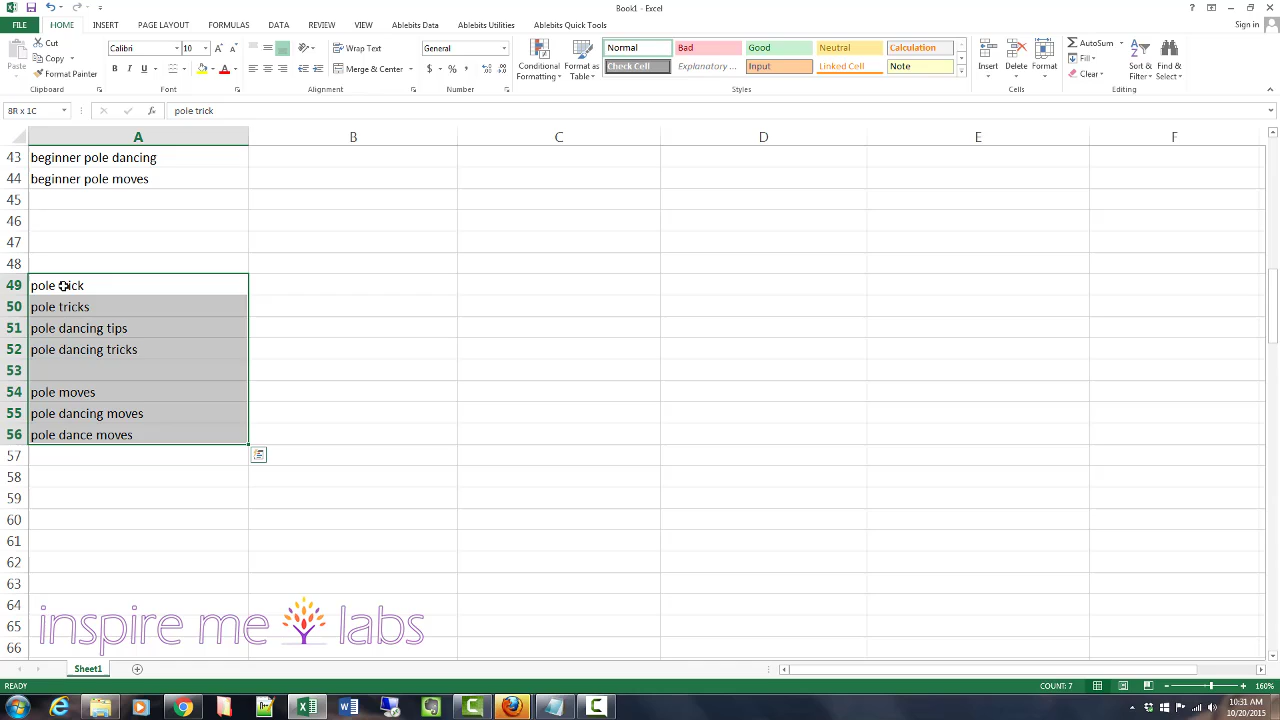 Book1 - Excel
Sign in
FILE HOME INSERT PAGE LAYOUT FORMULAS DATA REVIEW VIEW Ablebits Data Ablebits Utilities Ablebits Quick Tools
Paste
Cut
Copy
Format Painter
Clipboard
Calibri 10
B I U
Font
Wrap Text
Merge & Center
Alignment
General
$ % ,
Number
Conditional Formatting
Format as Table
Normal Bad Good Neutral Calculation
Check Cell Explanatory ... Input Linked Cell Note
Styles
Insert Delete Format
Cells
AutoSum
Fill
Clear
Sort & Filter
Find & Select
Editing
8R x 1C
fx pole trick
A B C D E F
43 beginner pole dancing
44 beginner pole moves
45
46
47
48
49 pole trick
50 pole tricks
51 pole dancing tips
52 pole dancing tricks
53
54 pole moves
55 pole dancing moves
56 pole dance moves
57
58
59
60
61
62
63
64
65
66
inspire me labs
Sheet1
READY
COUNT: 7
160%
10:31 AM
10/20/2015